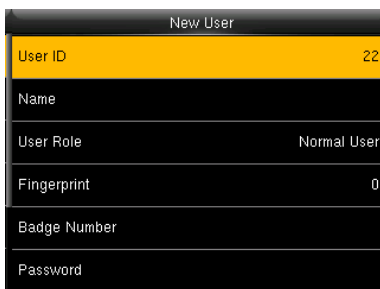 New User
User ID 22
Name
User Role Normal User
Fingerprint 0
Badge Number
Password